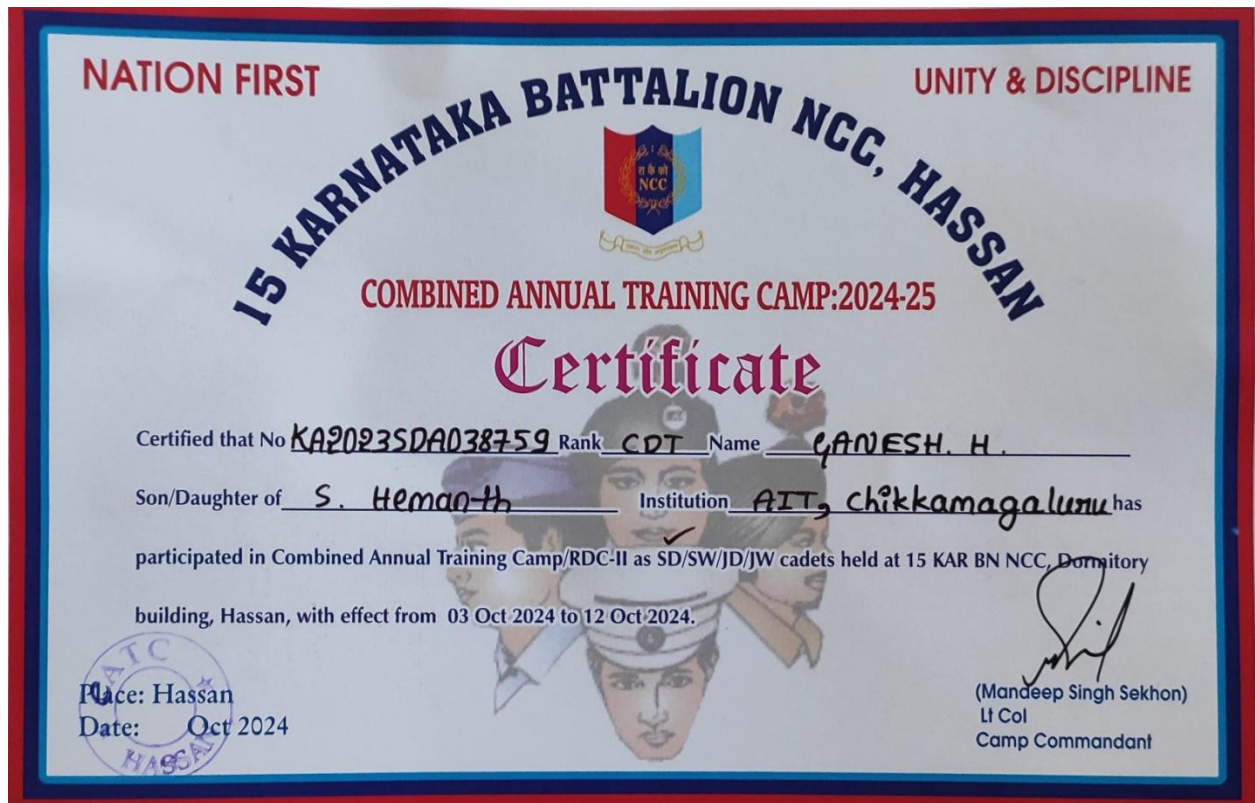 NATION FIRST
UNITY & DISCIPLINE
15 KARNATAKA BATTALION NCC, HASSAN
रा के को
NCC
COMBINED ANNUAL TRAINING CAMP:2024-25
Certificate
Certified that No KA2023SDA038759 Rank CDT Name GANESH. H.
Son/Daughter of S. Hemanth Institution AIT, Chikkamagaluru has
participated in Combined Annual Training Camp/RDC-II as SD/SW/JD/JW cadets held at 15 KAR BN NCC, Dormitory
building, Hassan, with effect from 03 Oct 2024 to 12 Oct 2024.
CATC
HASSAN
Place: Hassan
Date: Oct 2024
(Mandeep Singh Sekhon)
Lt Col
Camp Commandant